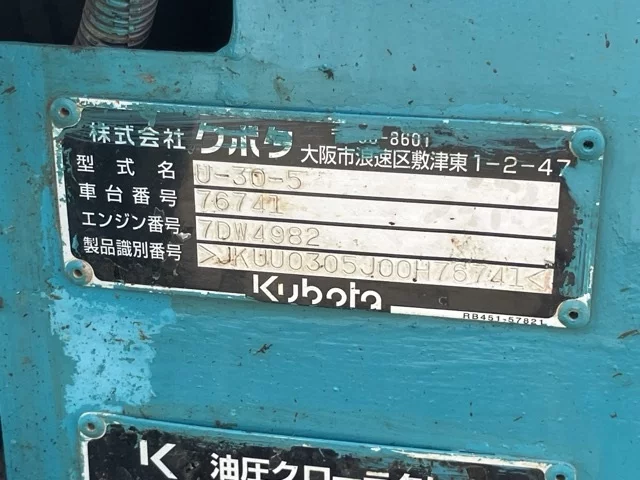 株式会社 クボタ
-8601
大阪市浪速区敷津東1-2-47
型式名 U-30-5
車台番号 76741
エンジン番号 7DW4982
製品識別番号 >JKUU0305J00H76741<
Kubota
RB451-57821
K 油圧クローラ